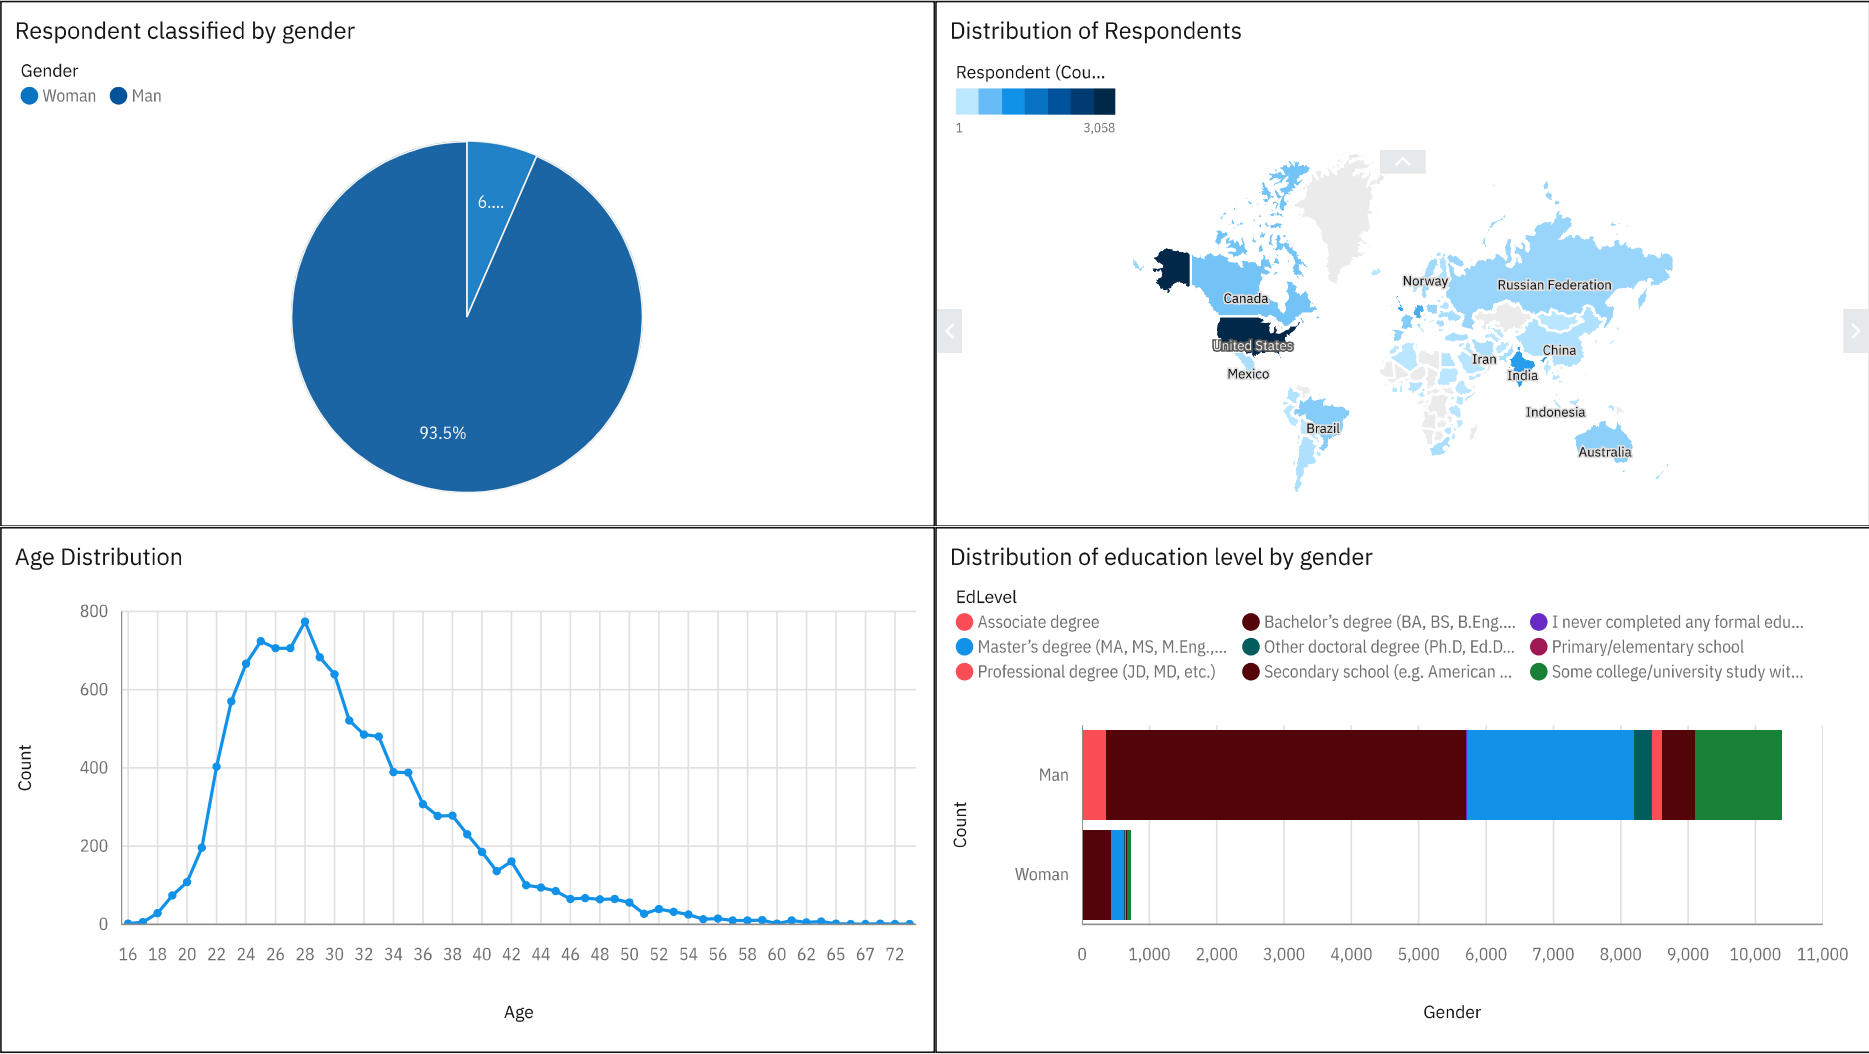 Respondent classified by gender
Gender
Woman Man
6....
93.5%
Distribution of Respondents
Respondent (Cou...
1 3,058
Norway
Russian Federation
Canada
United States
China
Iran
Mexico
India
Indonesia
Brazil
Australia
Age Distribution
800
600
400
200
0
Count
16 18 20 22 24 26 28 30 32 34 36 38 40 42 44 46 48 50 52 54 56 58 60 62 65 67 72
Age
Distribution of education level by gender
EdLevel
Associate degree Bachelor's degree (BA, BS, B.Eng.... I never completed any formal edu...
Master's degree (MA, MS, M.Eng.,... Other doctoral degree (Ph.D, Ed.D... Primary/elementary school
Professional degree (JD, MD, etc.) Secondary school (e.g. American ... Some college/university study wit...
Man
Count
Woman
0 1,000 2,000 3,000 4,000 5,000 6,000 7,000 8,000 9,000 10,000 11,000
Gender